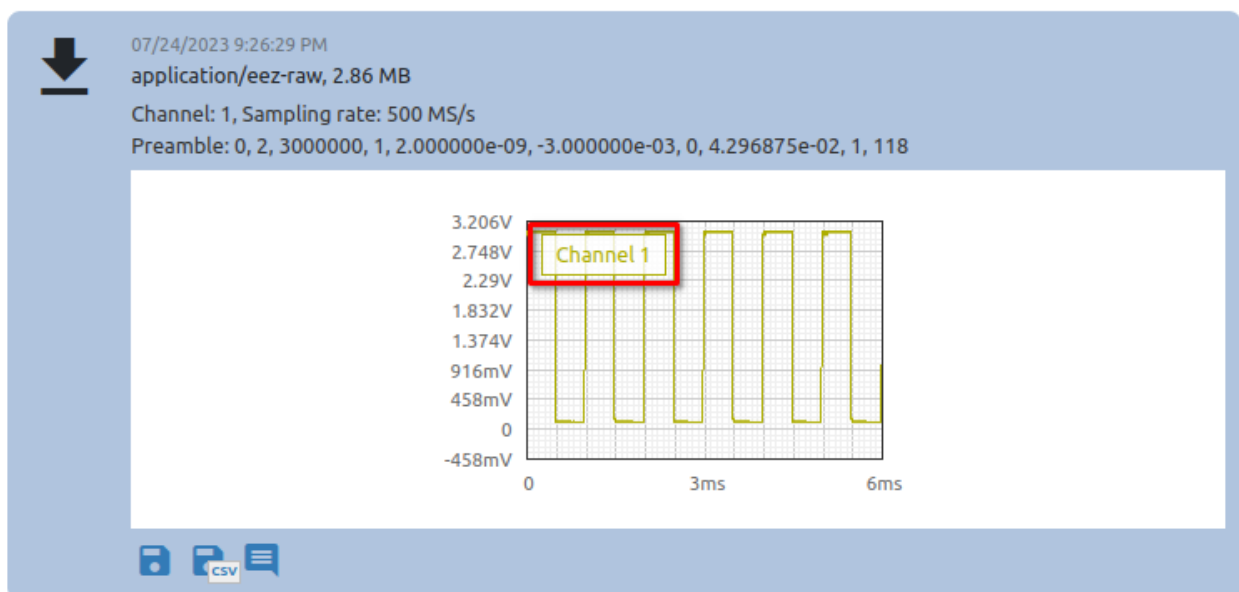 07/24/2023 9:26:29 PM
application/eez-raw, 2.86 MB
Channel: 1, Sampling rate: 500 MS/s
Preamble: 0, 2, 3000000, 1, 2.000000e-09, -3.000000e-03, 0, 4.296875e-02, 1, 118
3.206V
2.748V
2.29V
1.832V
1.374V
916mV
458mV
0
-458mV
Channel 1
0 3ms 6ms
CSV